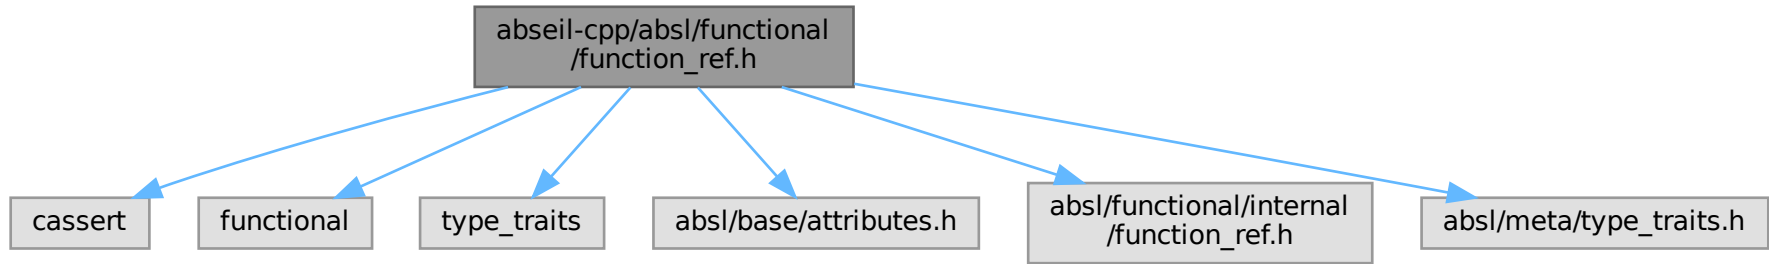 abseil-cpp/absl/functional
/function_ref.h
cassert
functional
type_traits
absl/base/attributes.h
absl/functional/internal
/function_ref.h
absl/meta/type_traits.h